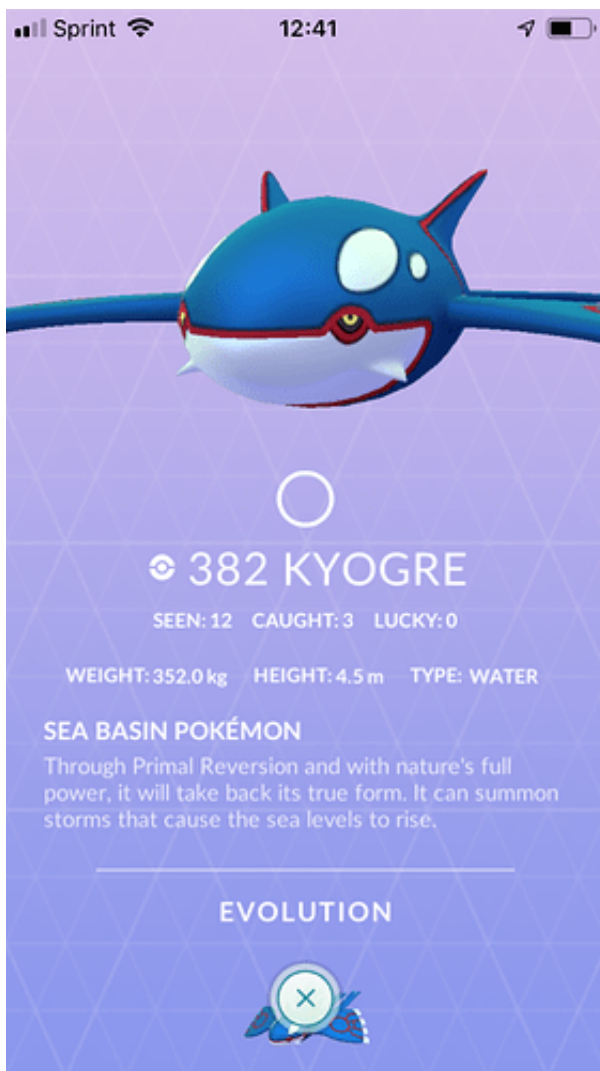 Sprint 12:41
382 KYOGRE
SEEN: 12 CAUGHT: 3 LUCKY: 0
WEIGHT: 352.0 kg HEIGHT: 4.5 m TYPE: WATER
SEA BASIN POKÉMON
Through Primal Reversion and with nature's full
power, it will take back its true form. It can summon
storms that cause the sea levels to rise.
EVOLUTION